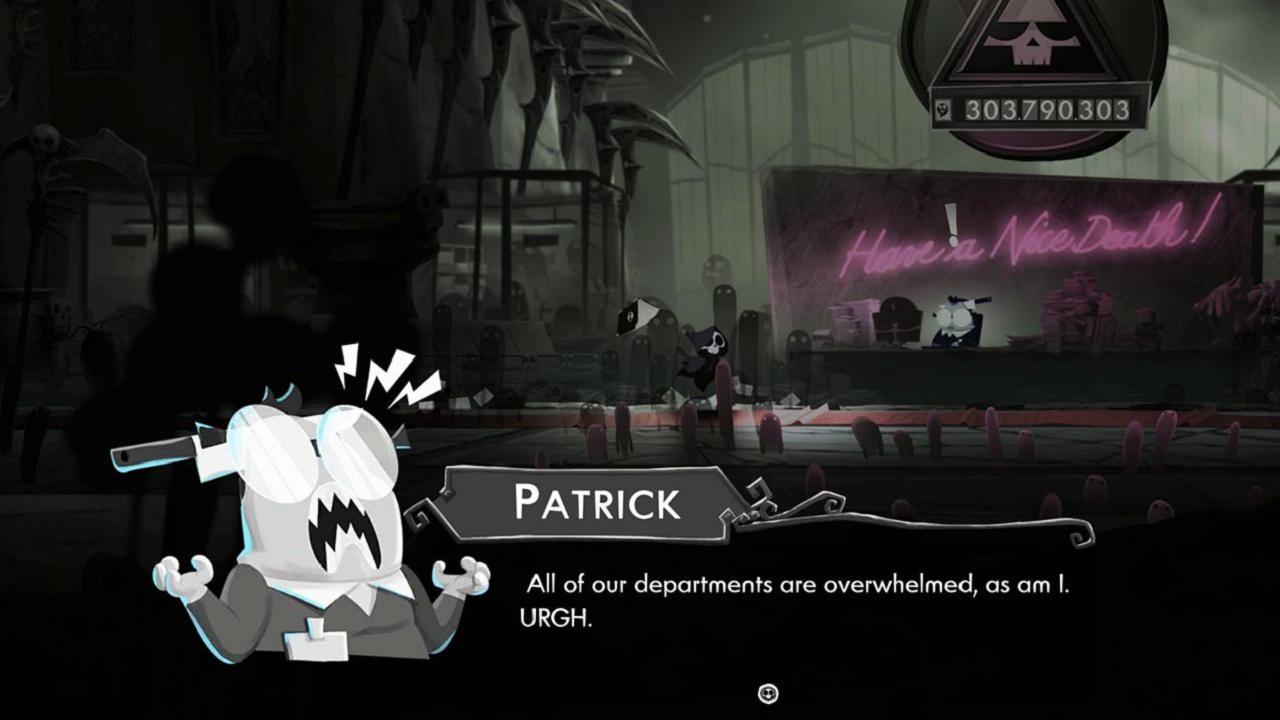 303.790.303
Have a Nice Death!
PATRICK
All of our departments are overwhelmed, as am I.
URGH.